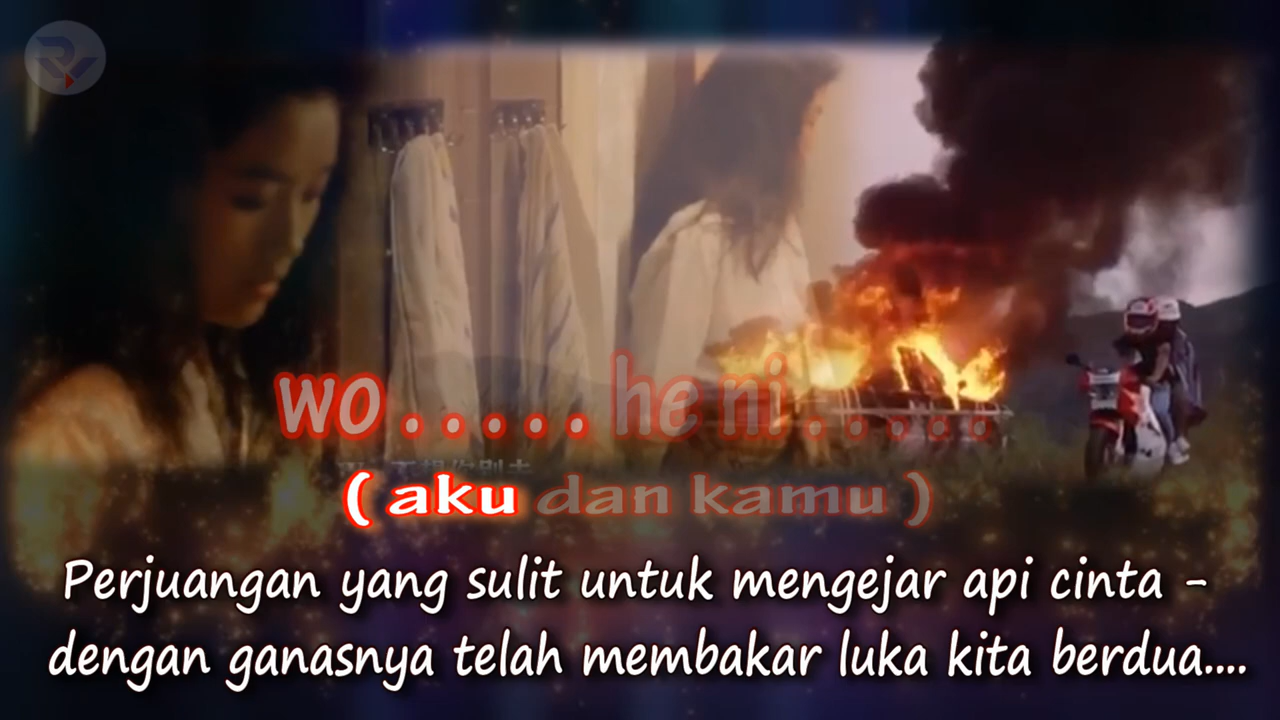 wo ..... he ni ......
( aku dan kamu )
Perjuangan yang sulit untuk mengejar api cinta -
dengan ganasnya telah membakar luka kita berdua....